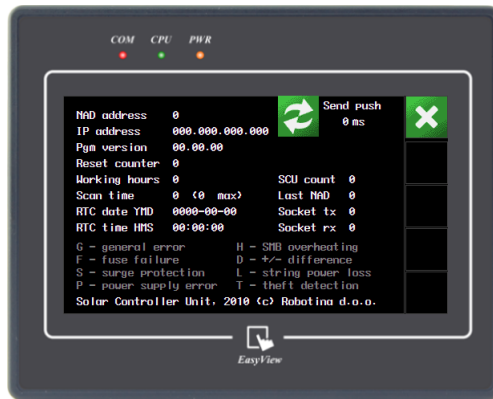 COM CPU PWR
NAD address 0
IP address 000.000.000.000
Pgm version 00.00.00
Reset counter 0
Working hours 0
Scan time 0 (0 max)
RTC date YMD 0000-00-00
RTC time HMS 00:00:00
Send push
0 ms
SCU count 0
Last NAD 0
Socket tx 0
Socket rx 0
G - general error H - SMB overheating
F - fuse failure D - +/- difference
S - surge protection L - string power loss
P - power supply error T - theft detection
Solar Controller Unit, 2010 (c) Robotina d.o.o.
EasyView